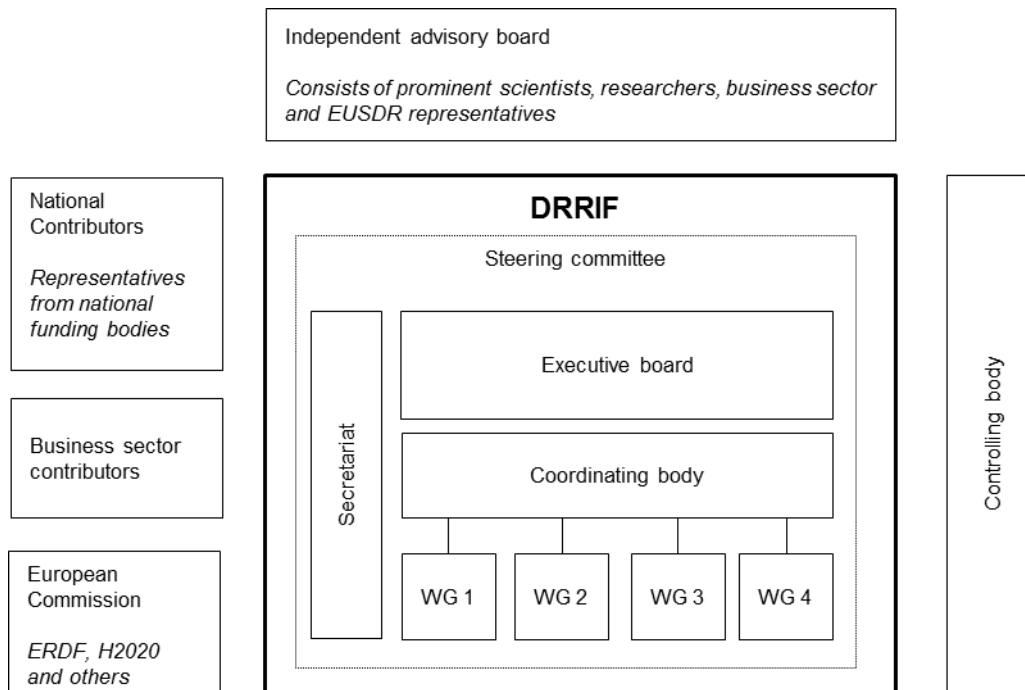 Independent advisory board
Consists of prominent scientists, researchers, business sector
and EUSDR representatives
National
Contributors
Representatives
from national
funding bodies
Business sector
contributors
European
Commission
ERDF, H2020
and others
DRRIF
Steering committee
Secretariat
Executive board
Coordinating body
WG 1
WG 2
WG 3
WG 4
Controlling body